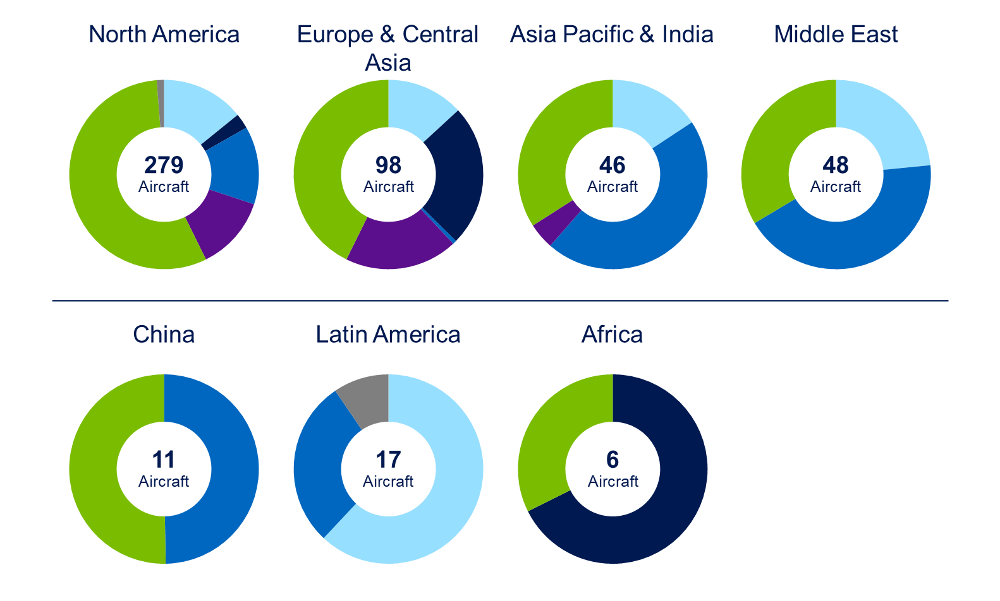 North America
Europe & Central
Asia
Asia Pacific & India
Middle East
279
Aircraft
98
Aircraft
46
Aircraft
48
Aircraft
China
Latin America
Africa
11
Aircraft
17
Aircraft
6
Aircraft